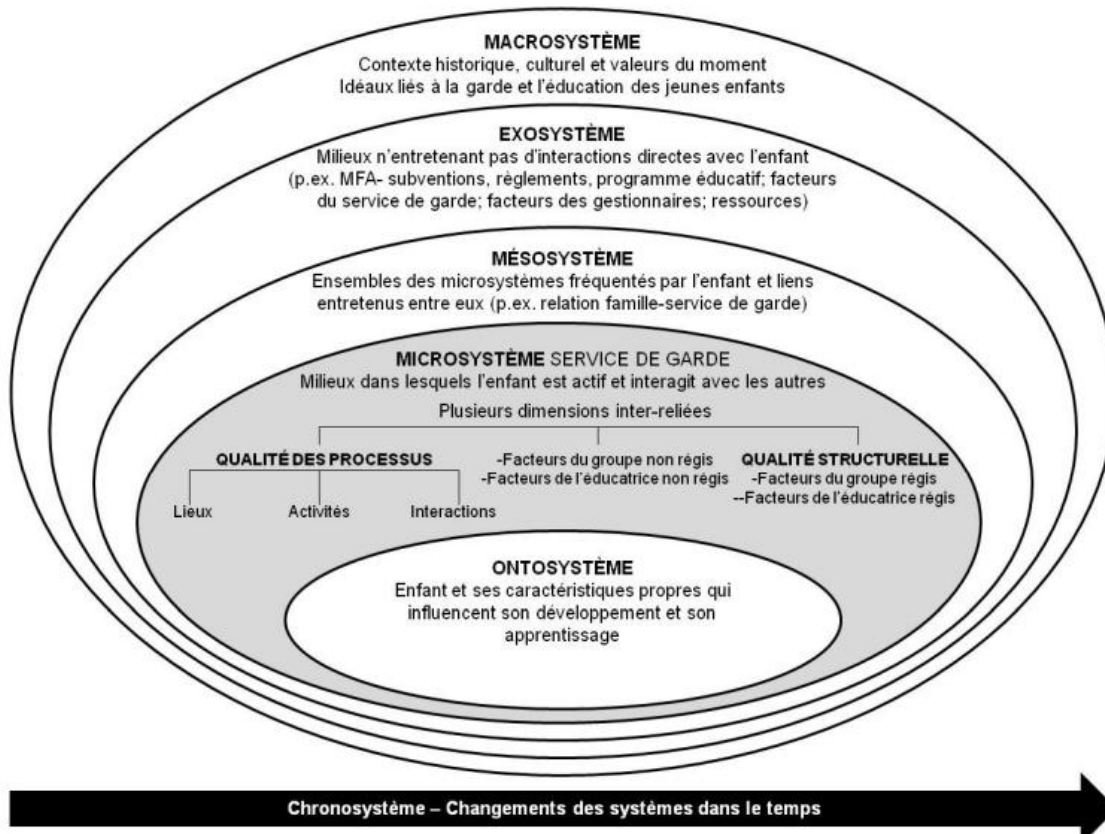 MACROSYSTÈME
Contexte historique, culturel et valeurs du moment
Idéaux liés à la garde et l'éducation des jeunes enfants
EXOSYSTÈME
Milieux n'entretenant pas d'interactions directes avec l'enfant
(p.ex. MFA- subventions, règlements, programme éducatif; facteurs
du service de garde; facteurs des gestionnaires; ressources)
MÉSOSYSTÈME
Ensembles des microsystèmes fréquentés par l'enfant et liens
entretenus entre eux (p.ex. relation famille-service de garde)
MICROSYSTÈME SERVICE DE GARDE
Milieux dans lesquels l'enfant est actif et interagit avec les autres
Plusieurs dimensions inter-reliées
QUALITÉ DES PROCESSUS
Lieux
Activités
Interactions
-Facteurs du groupe non régis
-Facteurs de l'éducatrice non régis
QUALITÉ STRUCTURELLE
-Facteurs du groupe régis
--Facteurs de l'éducatrice régis
ONTOSYSTÈME
Enfant et ses caractéristiques propres qui
influencent son développement et son
apprentissage
Chronosystème – Changements des systèmes dans le temps